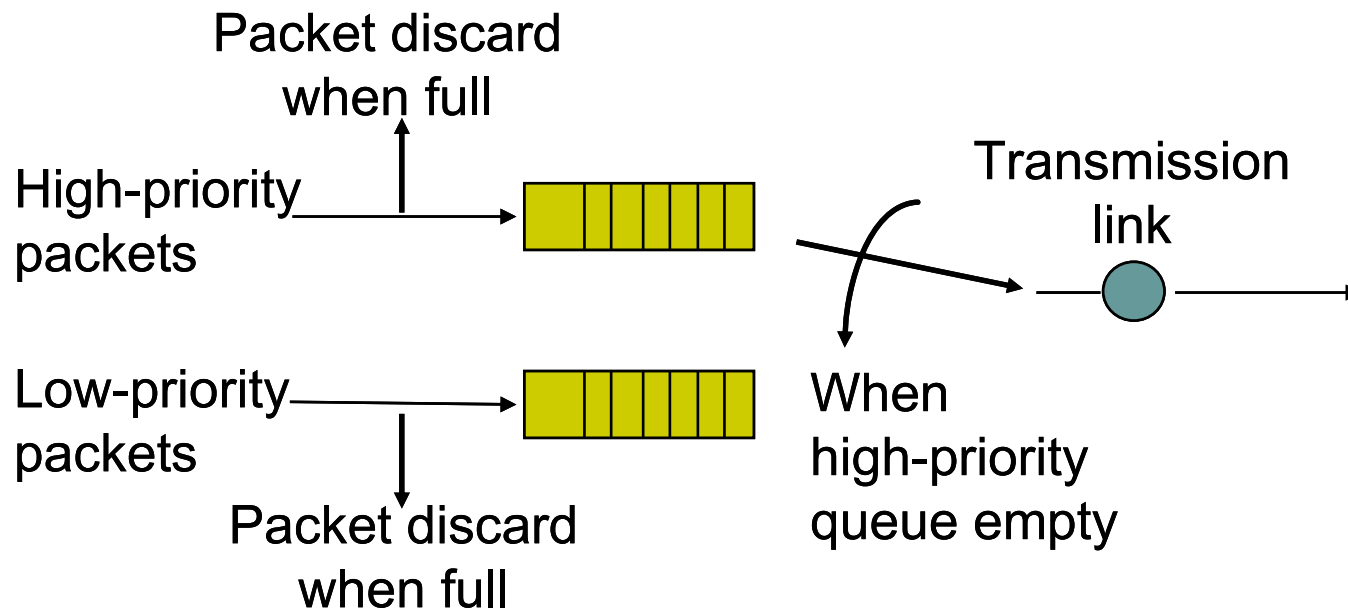 Packet discard
when full
High-priority
packets
Transmission
link
Low-priority
packets
When
high-priority
queue empty
Packet discard
when full